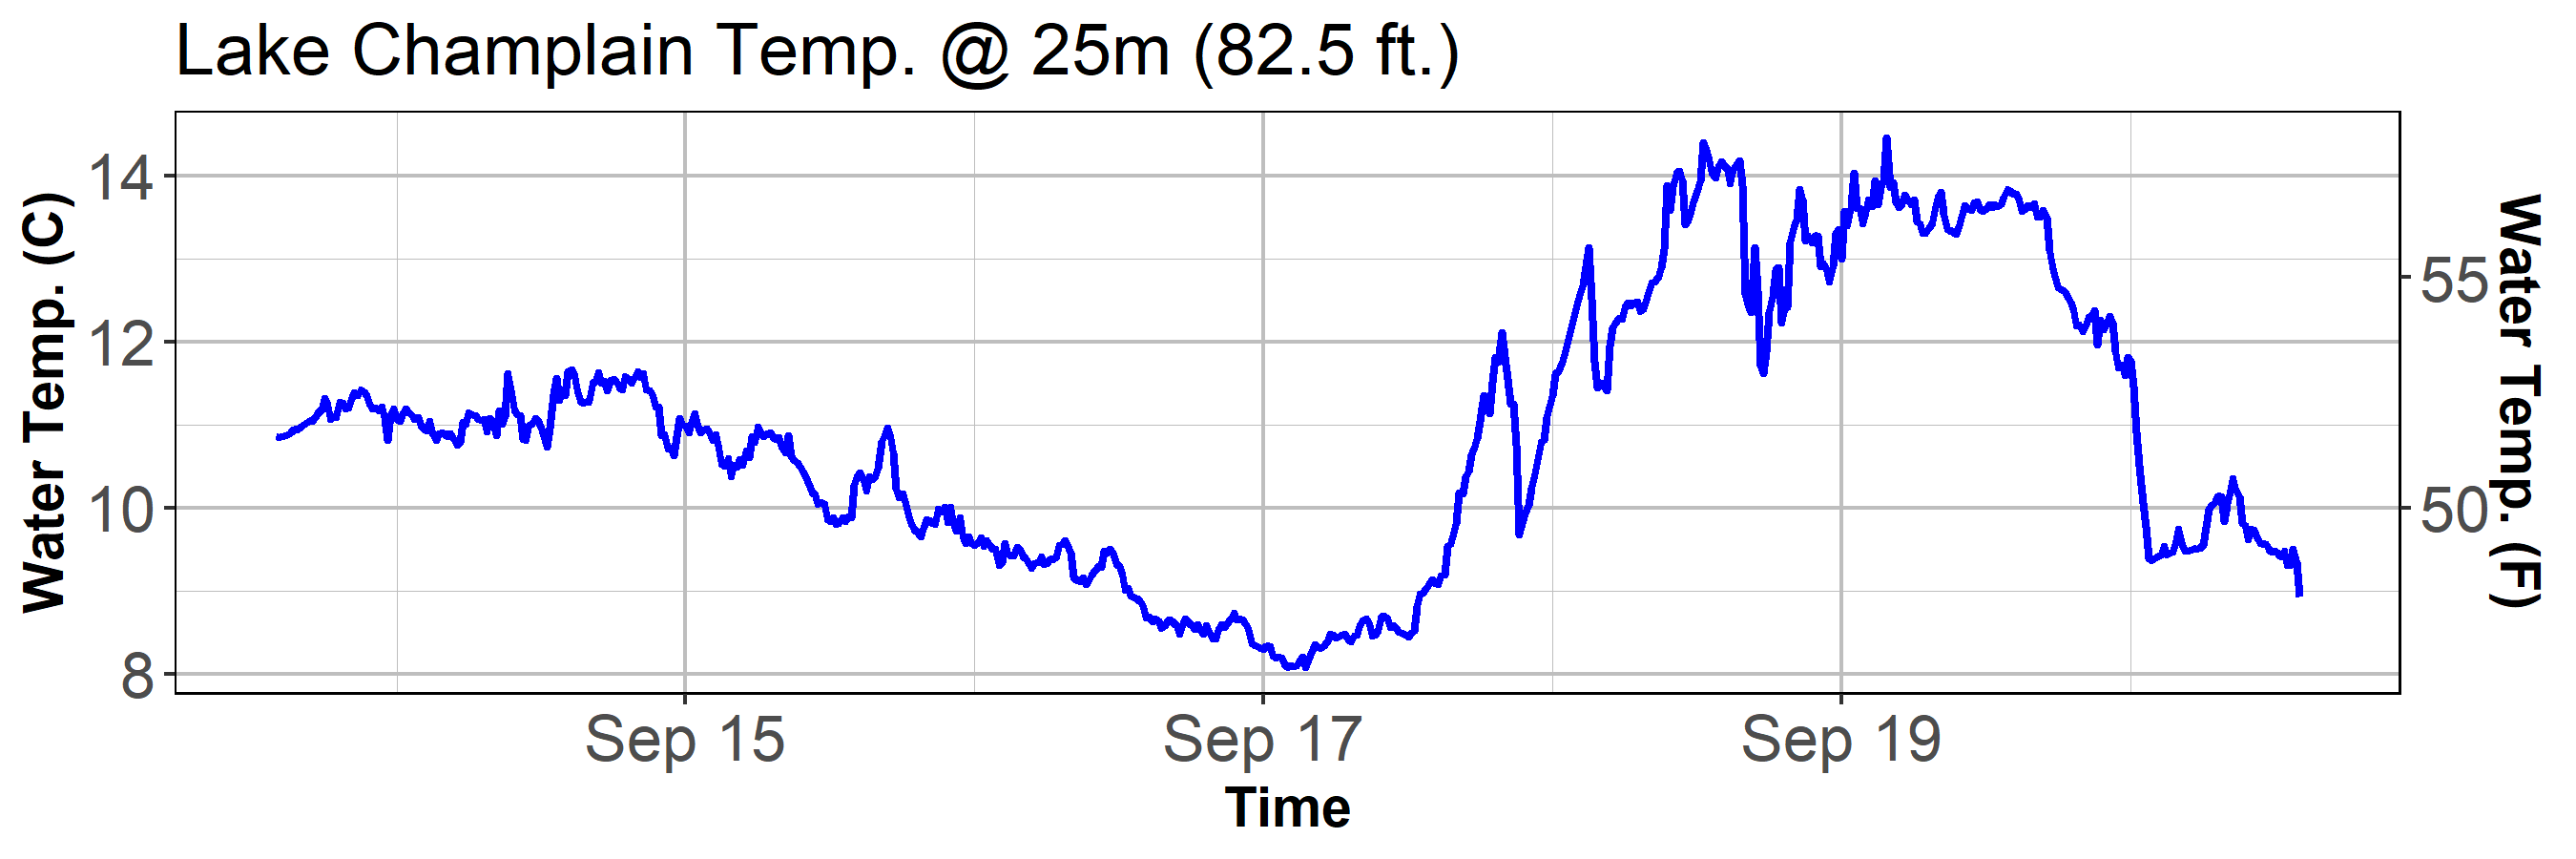 Lake Champlain Temp. @ 25m (82.5 ft.)
Water Temp. (C)
14
12
10
8
55
50
Water Temp. (F)
Sep 15
Sep 17
Sep 19
Time